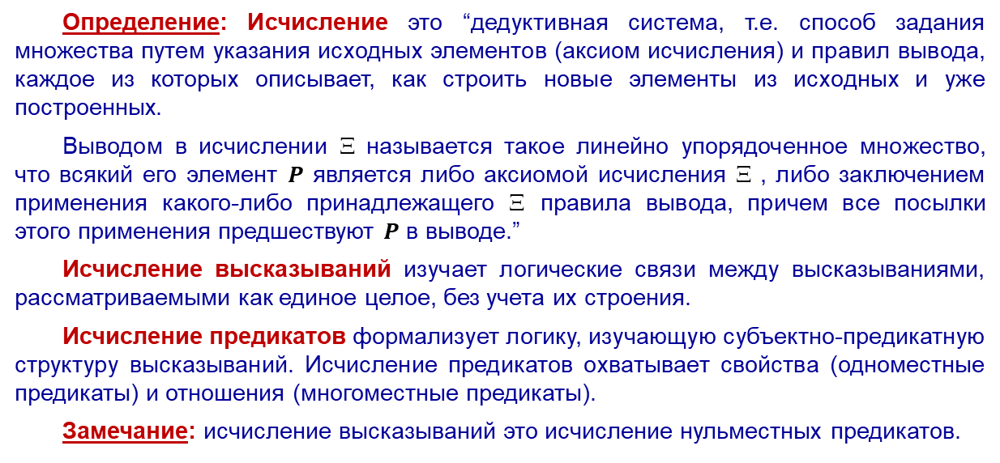 Определение: Исчисление это “дедуктивная система, т.е. способ задания
множества путем указания исходных элементов (аксиом исчисления) и правил вывода,
каждое из которых описывает, как строить новые элементы из исходных и уже
построенных.
Выводом в исчислении Ξ называется такое линейно упорядоченное множество,
что всякий его элемент P является либо аксиомой исчисления Ξ , либо заключением
применения какого-либо принадлежащего Ξ правила вывода, причем все посылки
этого применения предшествуют P в выводе.”
Исчисление высказываний изучает логические связи между высказываниями,
рассматриваемыми как единое целое, без учета их строения.
Исчисление предикатов формализует логику, изучающую субъектно-предикатную
структуру высказываний. Исчисление предикатов охватывает свойства (одноместные
предикаты) и отношения (многоместные предикаты).
Замечание: исчисление высказываний это исчисление нульместных предикатов.